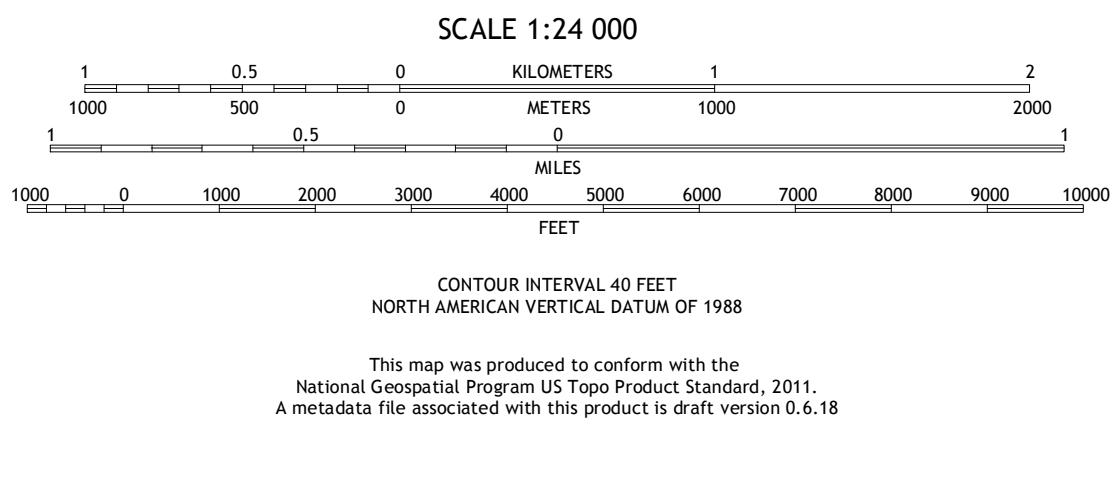 SCALE 1:24 000
1 0.5 0 KILOMETERS 1 2
1000 500 0 METERS 1000 2000
1 0.5 0 1
MILES
1000 0 1000 2000 3000 4000 5000 6000 7000 8000 9000 10000
FEET
CONTOUR INTERVAL 40 FEET
NORTH AMERICAN VERTICAL DATUM OF 1988
This map was produced to conform with the
National Geospatial Program US Topo Product Standard, 2011.
A metadata file associated with this product is draft version 0.6.18